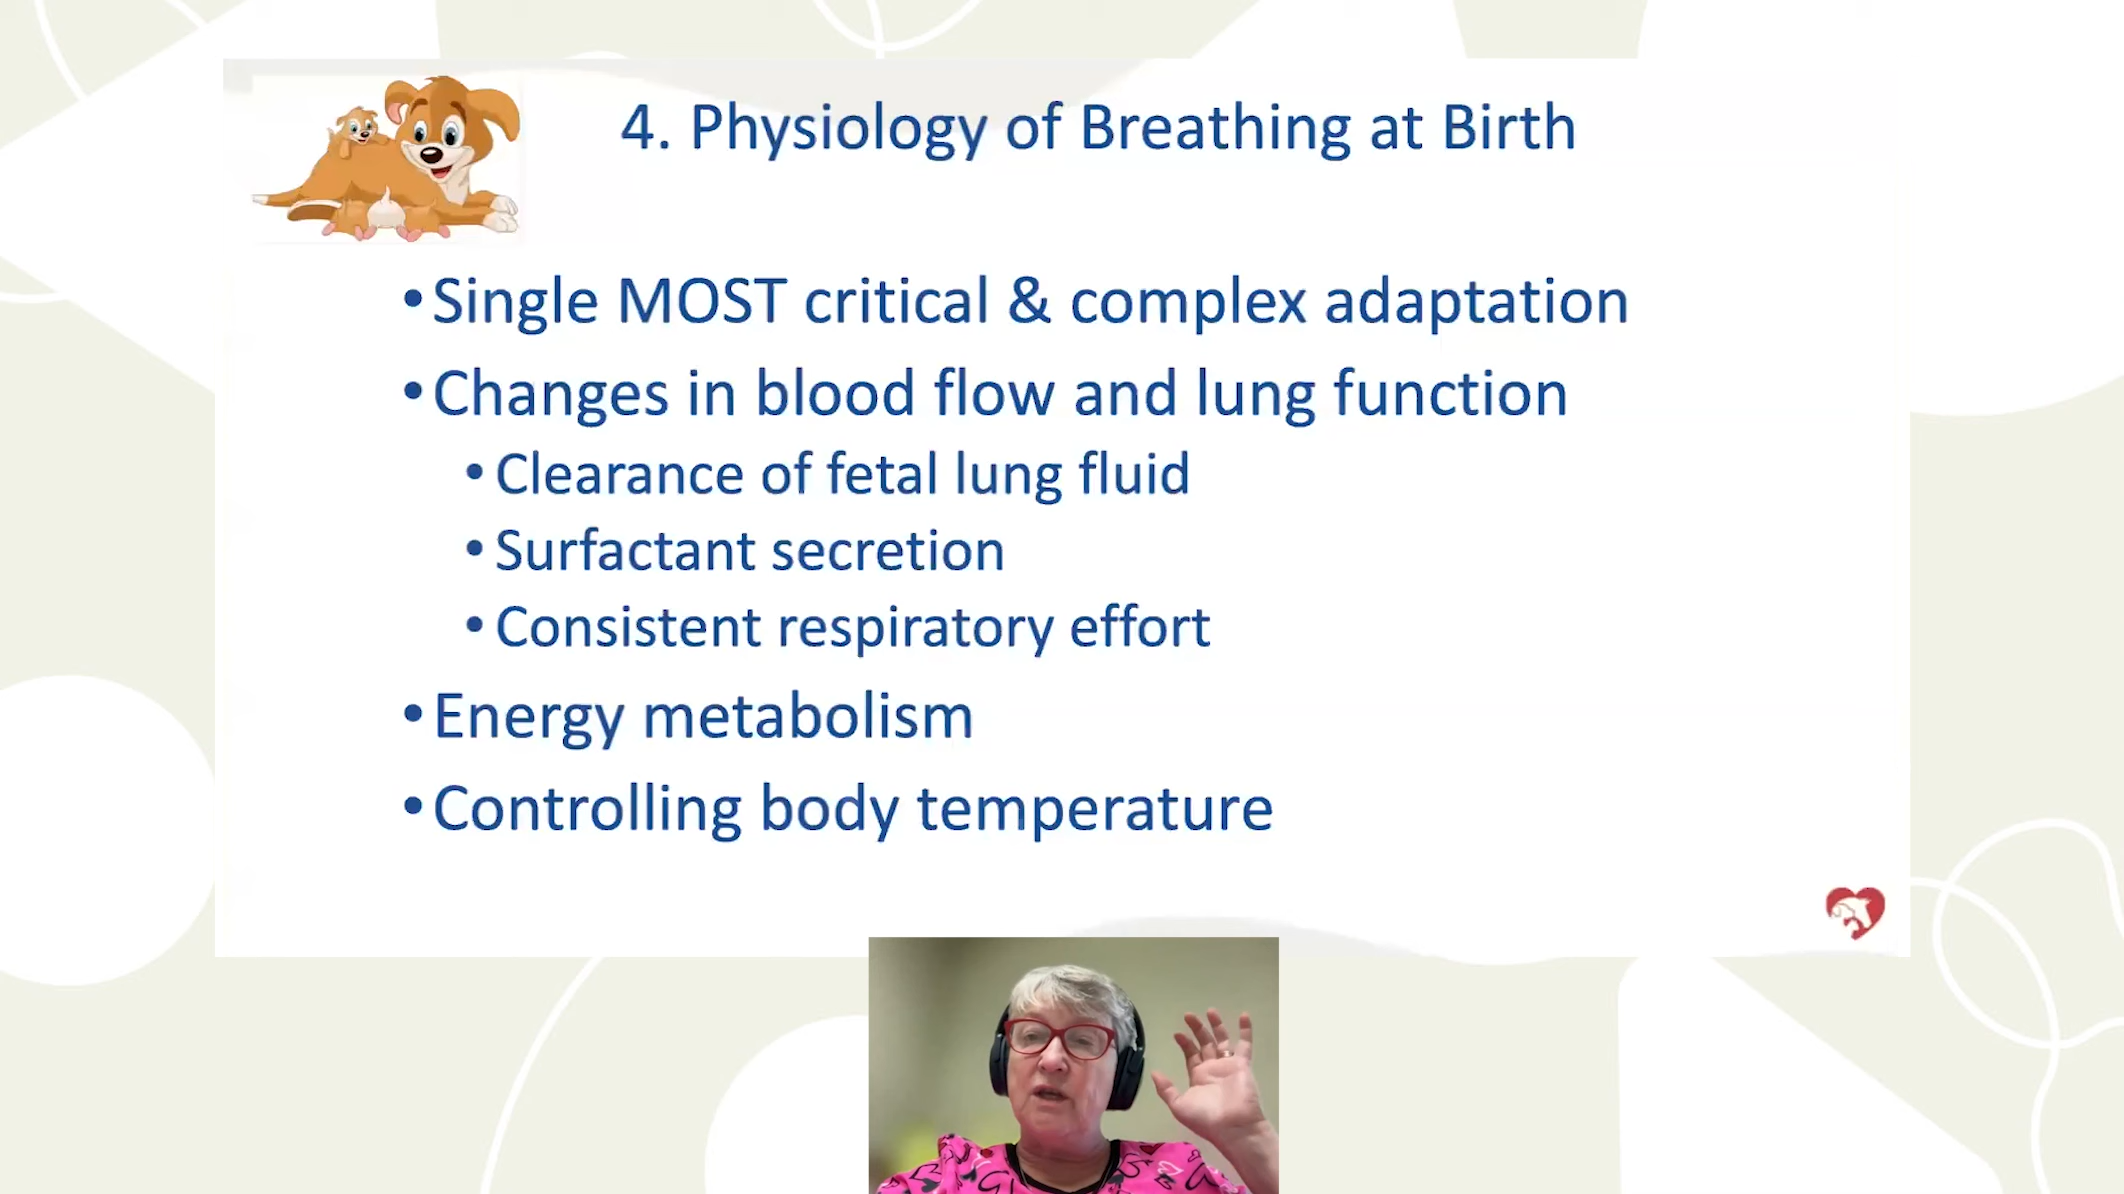 4. Physiology of Breathing at Birth
•Single MOST critical & complex adaptation
•Changes in blood flow and lung function
•Clearance of fetal lung fluid
•Surfactant secretion
•Consistent respiratory effort
•Energy metabolism
•Controlling body temperature